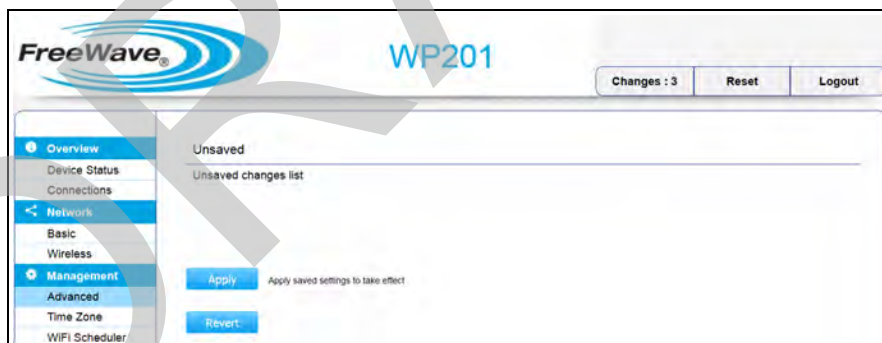 FreeWave®
WP201
Changes : 3
Reset
Logout
Overview
Device Status
Connections
Network
Basic
Wireless
Management
Advanced
Time Zone
WiFi Scheduler
Unsaved
Unsaved changes list
Apply
Apply saved settings to take effect
Revert